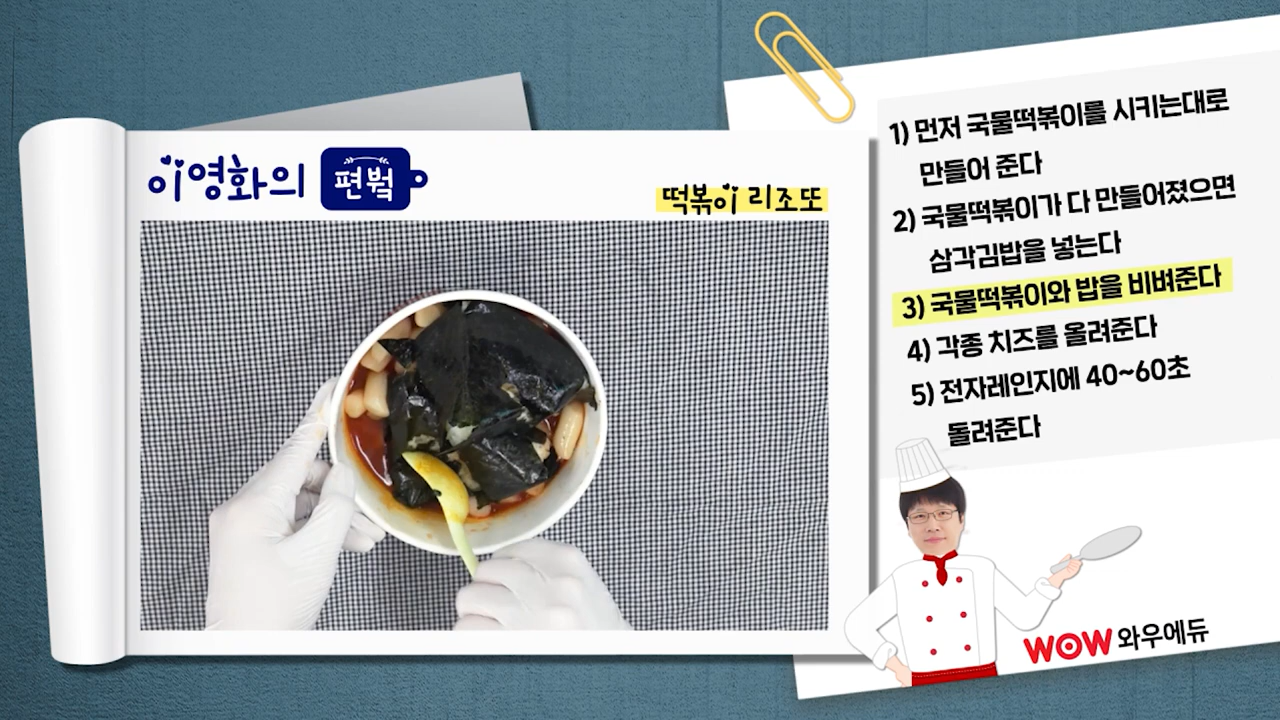 이영화의 편웤
떡볶이 리조또
1) 먼저 국물떡볶이를 시키는대로
만들어 준다
2) 국물떡볶이가 다 만들어졌으면
삼각김밥을 넣는다
3) 국물떡볶이와 밥을 비벼준다
4) 각종 치즈를 올려준다
5) 전자레인지에 40~60초
돌려준다
WOW 와우에듀